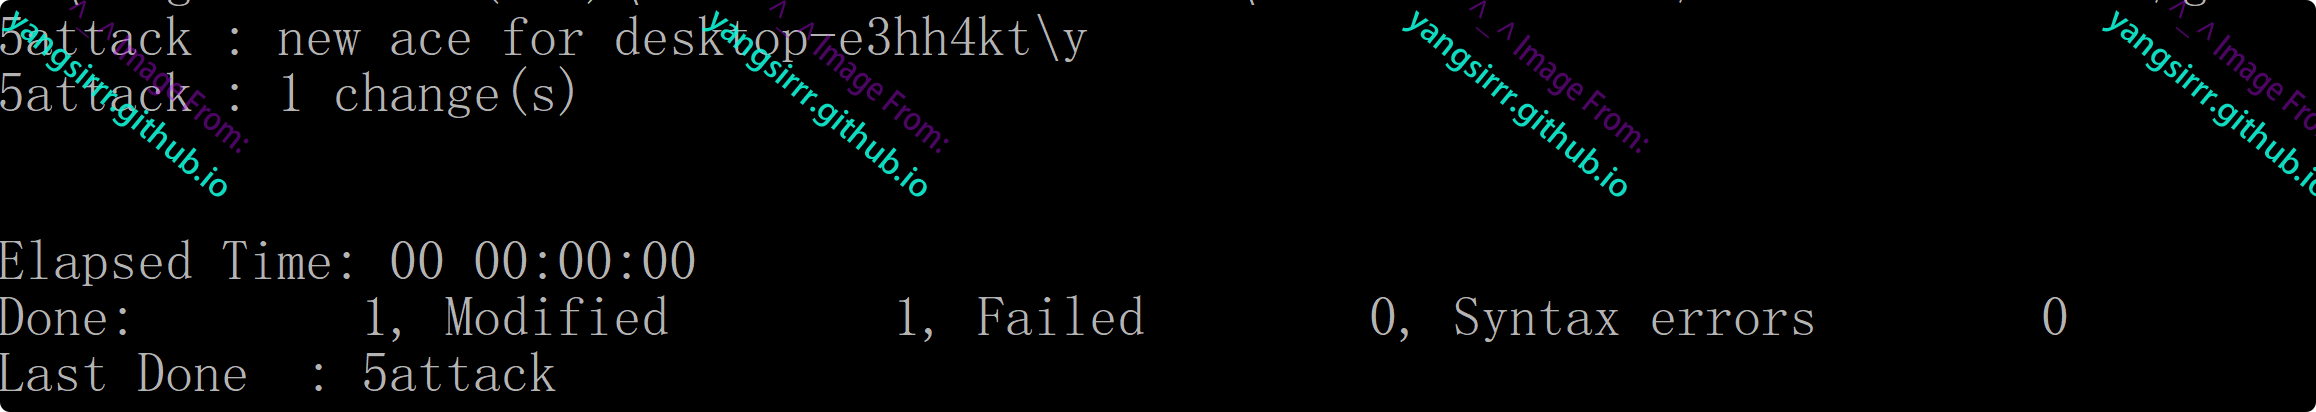 5attack : new ace for desktop-e3hh4kt\y
5attack : 1 change(s)
Elapsed Time: 00 00:00:00
Done:        1, Modified        1, Failed        0, Syntax errors        0
Last Done  : 5attack
^_^ Image From:
yangsirrr.github.io
^_^ Image From:
yangsirrr.github.io
^_^ Image From:
yangsirrr.github.io
^_^ Image Fro
yangsirrr.github.io